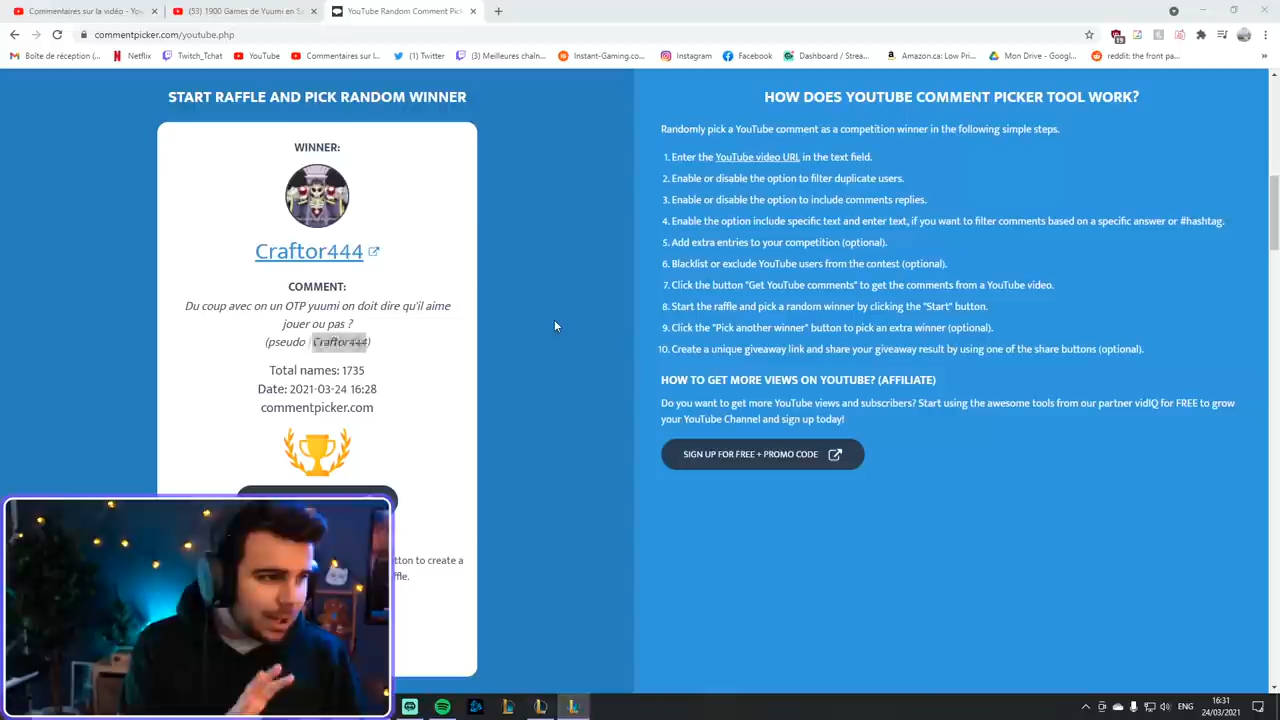 Commentaires sur la vidéo - You
(53) 1900 Games de Yuumi en S
YouTube Random Comment Pick
commentpicker.com/youtube.php
Boîte de réception (...
Netflix
Twitch_Tchat
YouTube
Commentaires sur l...
(1) Twitter
(3) Meilleures chaîn...
Instant-Gaming.co...
Instagram
Facebook
Dashboard / Strea...
Amazon.ca: Low Pri...
Mon Drive - Googl...
reddit: the front pa...
START RAFFLE AND PICK RANDOM WINNER
WINNER:
Craftor444
COMMENT:
Du coup avec on un OTP yuumi on doit dire qu'il aime
jouer ou pas ?
(pseudo : Craftor444)
Total names: 1735
Date: 2021-03-24 16:28
commentpicker.com
tton to create a
ffle.
HOW DOES YOUTUBE COMMENT PICKER TOOL WORK?
Randomly pick a YouTube comment as a competition winner in the following simple steps.
1. Enter the YouTube video URL in the text field.
2. Enable or disable the option to filter duplicate users.
3. Enable or disable the option to include comments replies.
4. Enable the option include specific text and enter text, if you want to filter comments based on a specific answer or #hashtag.
5. Add extra entries to your competition (optional).
6. Blacklist or exclude YouTube users from the contest (optional).
7. Click the button "Get YouTube comments" to get the comments from a YouTube video.
8. Start the raffle and pick a random winner by clicking the "Start" button.
9. Click the "Pick another winner" button to pick an extra winner (optional).
10. Create a unique giveaway link and share your giveaway result by using one of the share buttons (optional).
HOW TO GET MORE VIEWS ON YOUTUBE? (AFFILIATE)
Do you want to get more YouTube views and subscribers? Start using the awesome tools from our partner vidIQ for FREE to grow
your YouTube Channel and sign up today!
SIGN UP FOR FREE + PROMO CODE
ENG
16:31
24/03/2021